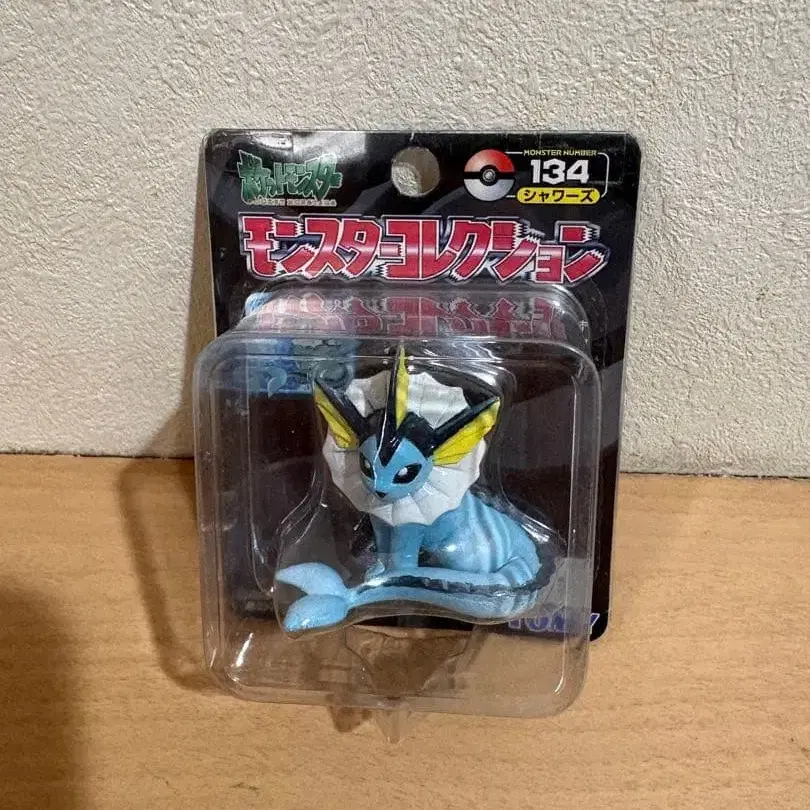 ポケットモンスター
MONSTER NUMBER
134
シャワーズ
モンスターコレクション
TOMY